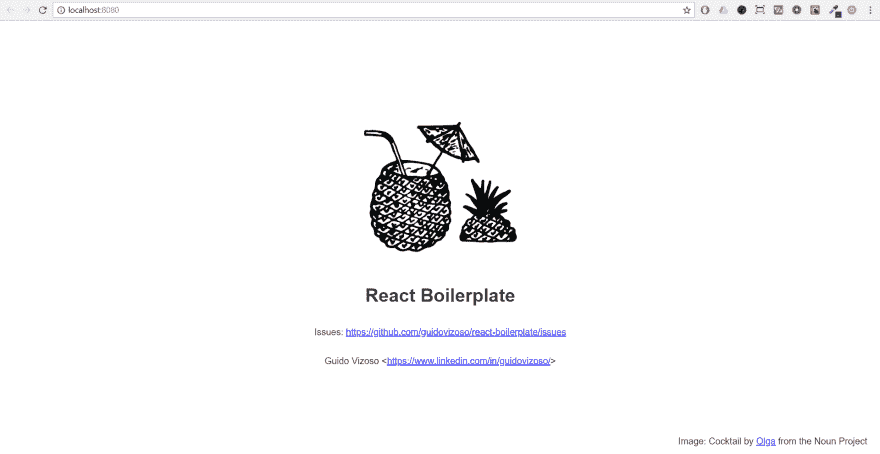 localhost:8080
React Boilerplate
Issues: https://github.com/guidovizoso/react-boilerplate/issues
Guido Vizoso <https://www.linkedin.com/in/guidovizoso/>
Image: Cocktail by Olga from the Noun Project